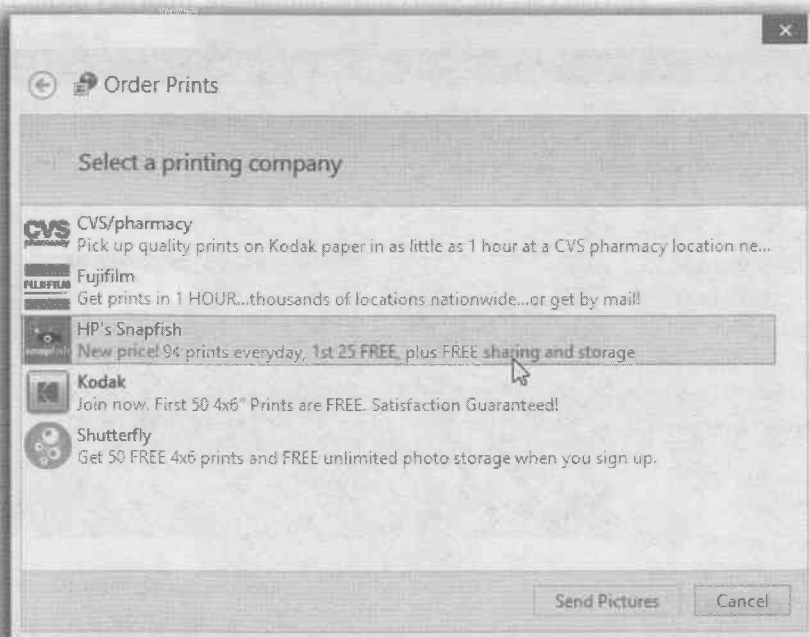 Order Prints
Select a printing company
CVS/pharmacy
CVS pharmacy
Pick up quality prints on Kodak paper in as little as 1 hour at a CVS pharmacy location ne...
Fujifilm
FUJIFILM
Get prints in 1 HOUR...thousands of locations nationwide...or get by mail!
HP's Snapfish
snapfish
New price! 9¢ prints everyday, 1st 25 FREE, plus FREE sharing and storage
Kodak
Join now. First 50 4x6" Prints are FREE. Satisfaction Guaranteed!
Shutterfly
Get 50 FREE 4x6 prints and FREE unlimited photo storage when you sign up.
Send Pictures
Cancel